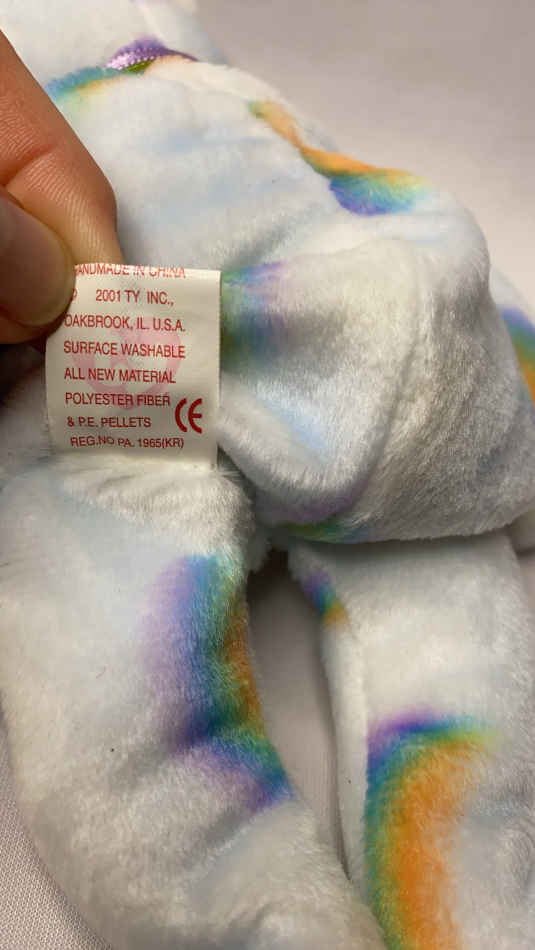 HANDMADE IN CHINA
© 2001 TY INC.,
OAKBROOK, IL. U.S.A.
SURFACE WASHABLE
ALL NEW MATERIAL
POLYESTER FIBER
& P.E. PELLETS CE
REG.NO PA. 1965(KR)